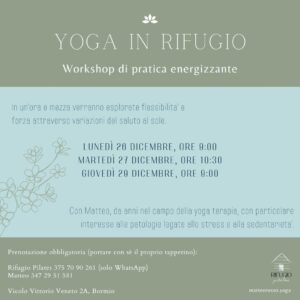 YOGA IN RIFUGIO
Workshop di pratica energizzante
In un'ora e mezza verranno esplorate flessibilita' e
forza attraverso variazioni del saluto al sole.
LUNEDÌ 26 DICEMBRE, ORE 9:00
MARTEDÌ 27 DICEMBRE, ORE 10:30
GIOVEDÌ 29 DICEMBRE, ORE 9:00
Con Matteo, da anni nel campo della yoga terapia, con particolare
interesse alle patologie legate allo stress e alla sedentarieta'.
Prenotazione obbligatoria (portare con sè il proprio tappetino):
Rifugio Pilates 375 70 90 261 (solo WhatsApp)
Matteo 347 29 31 581
Vicolo Vittorio Veneto 2A, Bormio
RIFUGIO